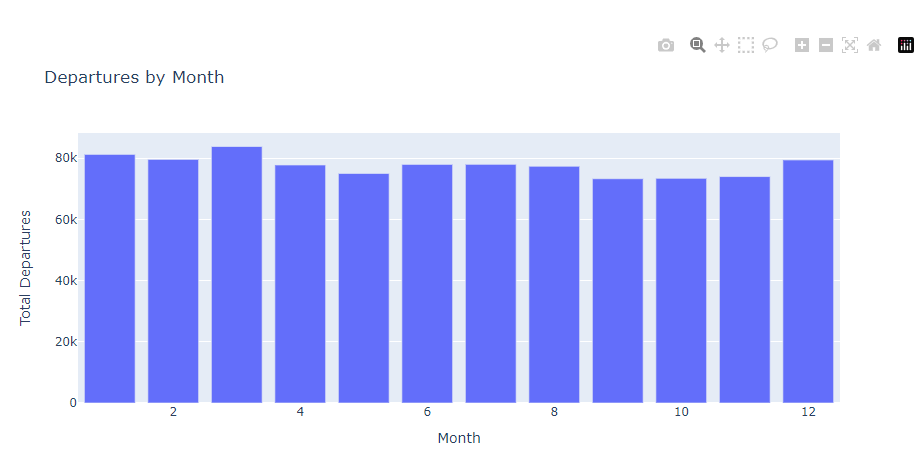 Departures by Month
80k
60k
40k
20k
0
Total Departures
2 4 6 8 10 12
Month